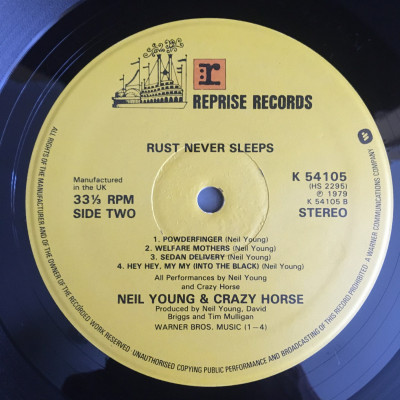 r
REPRISE RECORDS
RUST NEVER SLEEPS
Manufactured
in the UK
33⅓ RPM
SIDE TWO
K 54105
(HS 2295)
Ⓟ 1979
K 54105 B
STEREO
1. POWDERFINGER (Neil Young)
2. WELFARE MOTHERS (Neil Young)
3. SEDAN DELIVERY (Neil Young)
4. HEY HEY, MY MY (INTO THE BLACK) (Neil Young)
All Performances by Neil Young
and Crazy Horse
NEIL YOUNG & CRAZY HORSE
Produced by Neil Young, David
Briggs and Tim Mulligan
WARNER BROS. MUSIC (1–4)
ALL RIGHTS OF THE MANUFACTURER AND OF THE OWNER OF THE RECORDED WORK RESERVED
UNAUTHORISED COPYING PUBLIC PERFORMANCE AND BROADCASTING OF THIS RECORD PROHIBITED
A WARNER COMMUNICATIONS COMPANY